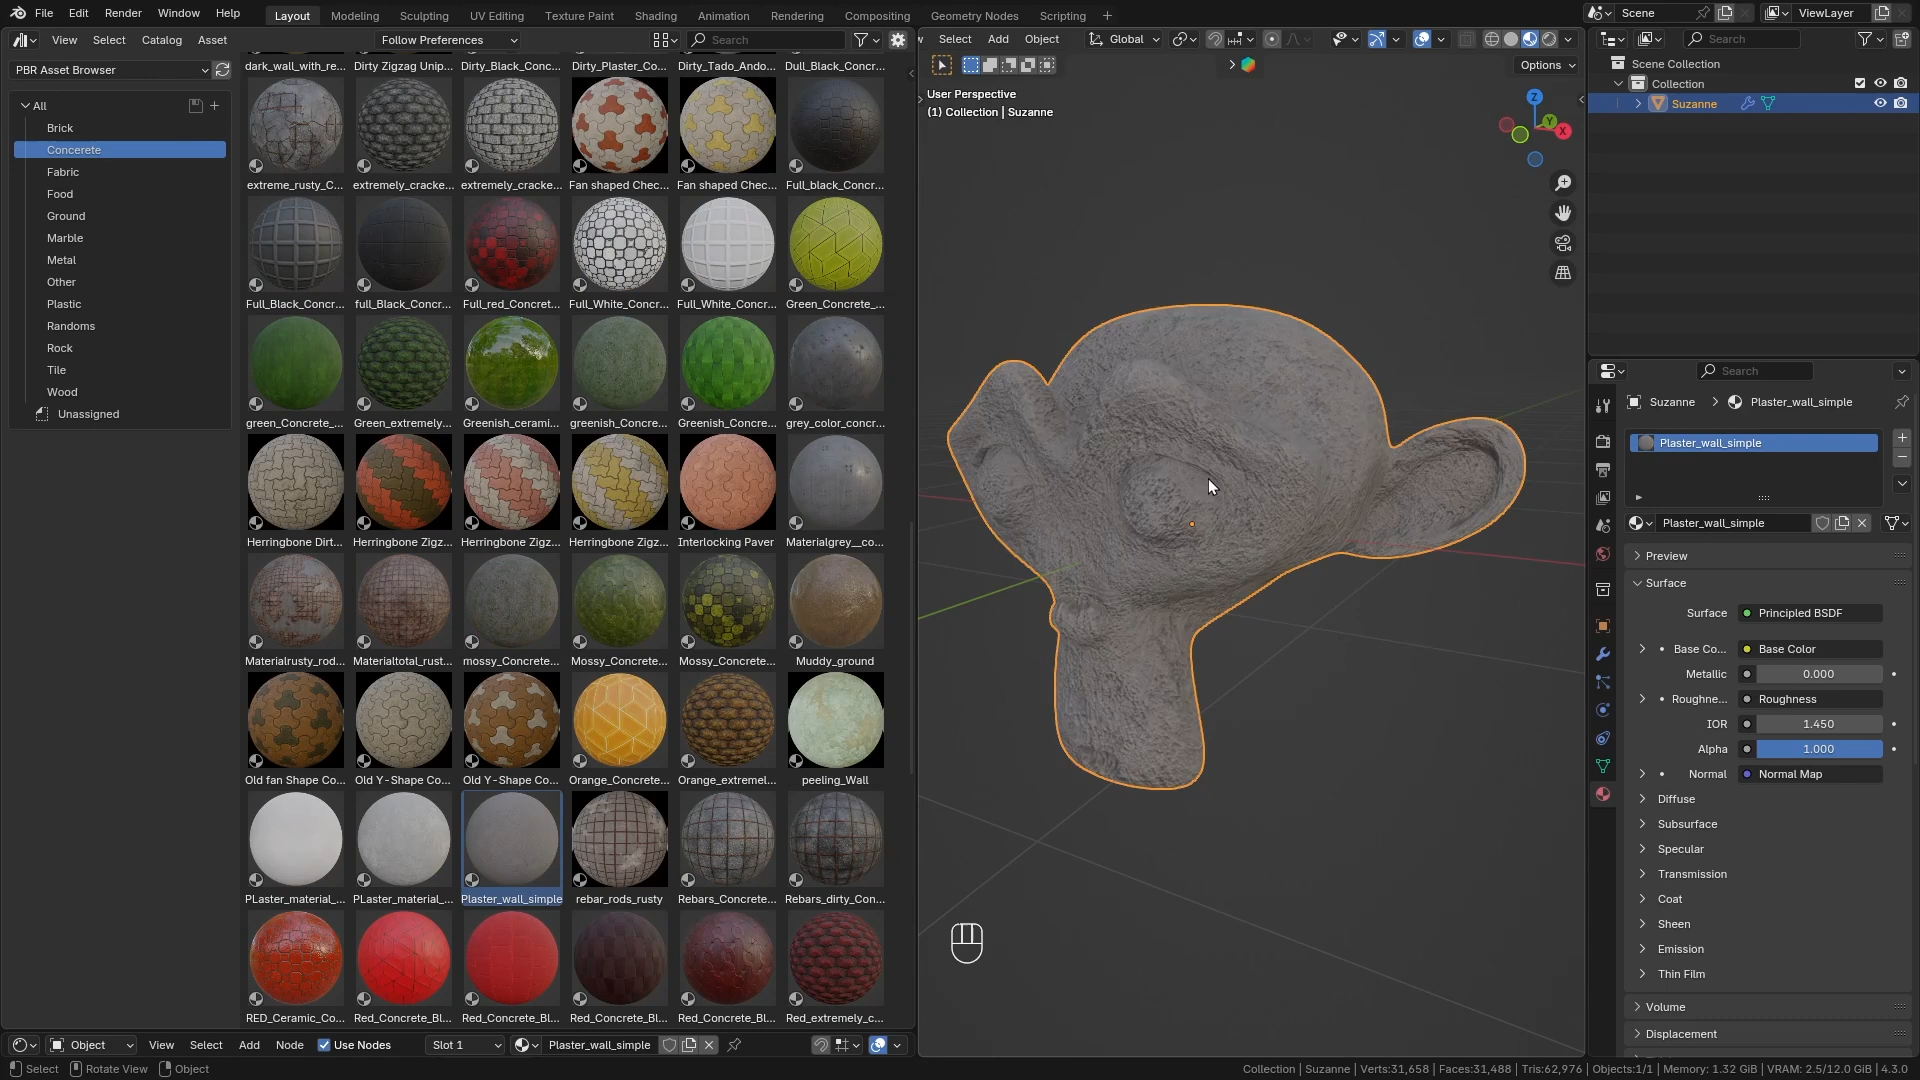 File Edit Render Window Help
Layout Modeling Sculpting UV Editing Texture Paint Shading Animation Rendering Compositing Geometry Nodes Scripting +
Scene
ViewLayer
View Select Catalog Asset Follow Preferences Search
Select Add Object Global
Search
PBR Asset Browser
All
Brick
Concerete
Fabric
Food
Ground
Marble
Metal
Other
Plastic
Randoms
Rock
Tile
Wood
Unassigned
dark_wall_with_re... Dirty Zigzag Unip... Dirty_Black_Conc... Dirty_Plaster_Co... Dirty_Tado_Ando... Dull_Black_Concr...
extreme_rusty_C... extremely_cracke... extremely_cracke... Fan shaped Chec... Fan shaped Chec... Full_black_Concr...
Full_Black_Concr... full_Black_Concr... Full_red_Concret... Full_White_Concr... Full_White_Concr... Green_Concrete_...
green_Concrete_... Green_extremely... Greenish_cerami... greenish_Concre... Greenish_Concre... grey_color_concr...
Herringbone Dirt... Herringbone Zigz... Herringbone Zigz... Herringbone Zigz... Interlocking Paver Materialgrey__co...
Materialrusty_rod... Materialtotal_rust... mossy_Concrete... Mossy_Concrete... Mossy_Concrete... Muddy_ground
Old fan Shape Co... Old Y-Shape Co... Old Y-Shape Co... Orange_Concrete... Orange_extremel... peeling_Wall
PLaster_material_... PLaster_material_... Plaster_wall_simple rebar_rods_rusty Rebars_Concrete... Rebars_dirty_Con...
RED_Ceramic_Co... Red_Concrete_Bl... Red_Concrete_Bl... Red_Concrete_Bl... Red_Concrete_Bl... Red_extremely_c...
Options
User Perspective
(1) Collection | Suzanne
Z
Y
X
Scene Collection
Collection
Suzanne
Search
Suzanne > Plaster_wall_simple
Plaster_wall_simple
Plaster_wall_simple
Preview
Surface
Surface Principled BSDF
Base Co... Base Color
Metallic 0.000
Roughne... Roughness
IOR 1.450
Alpha 1.000
Normal Normal Map
Diffuse
Subsurface
Specular
Transmission
Coat
Sheen
Emission
Thin Film
Volume
Displacement
Object View Select Add Node Use Nodes Slot 1 Plaster_wall_simple
Select Rotate View Object
Collection | Suzanne | Verts:31,658 | Faces:31,488 | Tris:62,976 | Objects:1/1 | Memory: 1.32 GiB | VRAM: 2.5/12.0 GiB | 4.3.0